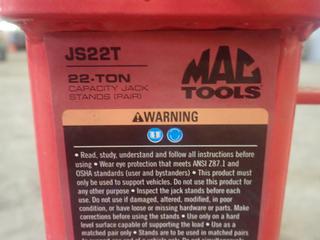 JS22T
22-TON
CAPACITY JACK
STANDS (PAIR)
MAC
TOOLS
WARNING
• Read, study, understand and follow all instructions before
using • Wear eye protection that meets ANSI Z87.1 and
OSHA standards (user and bystanders) • This product must
only be used to support vehicles. Do not use this product for
any other purpose • Inspect the jack stands before each
use. Do not use if damaged, altered, modified, in poor
condition, or have loose or missing hardware or parts. Make
corrections before using the stands • Use only on a hard
level surface capable of supporting the load • Use as a
matched pair only • Stands are to be used in matched pairs